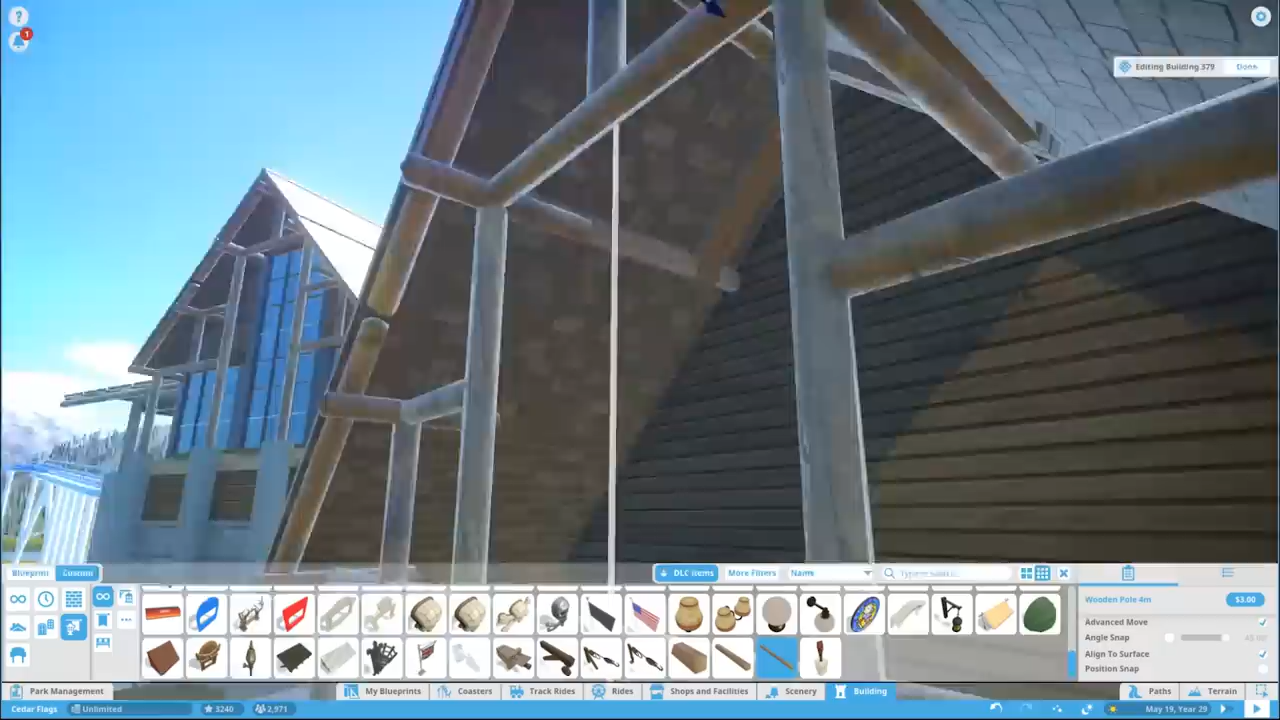 ?
1
Editing Building 379 Done
Blueprint Custom DLC Items More Filters Name
Wooden Pole 4m $3.00
Advanced Move
Angle Snap
Align To Surface
Position Snap
Park Management My Blueprints Coasters Track Rides Rides Shops and Facilities Scenery Building Paths Terrain
Cedar Flags Unlimited 3240 2,971 May 19, Year 29